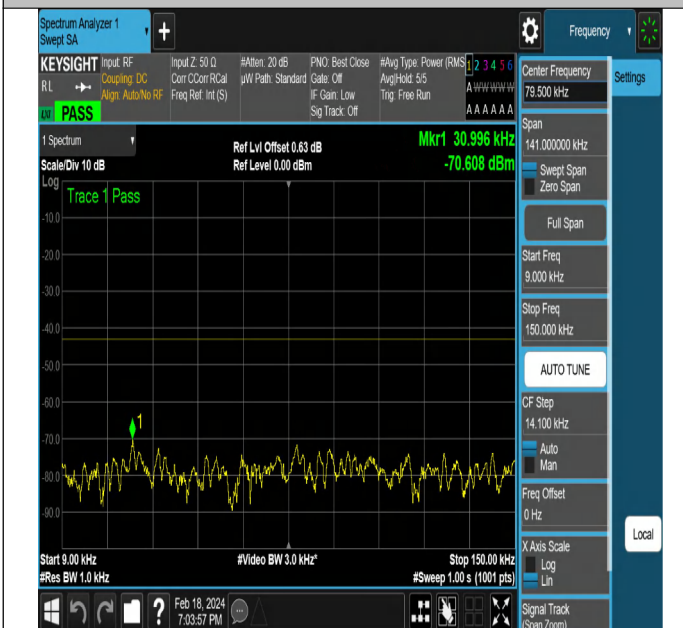 Spectrum Analyzer 1
Swept SA
+
Frequency
KEYSIGHT
RL
LXI
PASS
Input: RF
Coupling: DC
Align: Auto/No RF
Input Z: 50 Ω
Corr CCorr RCal
Freq Ref: Int (S)
#Atten: 20 dB
µW Path: Standard
PNO: Best Close
Gate: Off
IF Gain: Low
Sig Track: Off
#Avg Type: Power (RMS
Avg|Hold: 5/5
Trig: Free Run
1 2 3 4 5 6
A W W W W W
A A A A A A
1 Spectrum
Scale/Div 10 dB
Log
Ref Lvl Offset 0.63 dB
Ref Level 0.00 dBm
Mkr1 30.996 kHz
-70.608 dBm
Trace 1 Pass
-10.0
-20.0
-30.0
-40.0
-50.0
-60.0
-70.0
-80.0
-90.0
1
Start 9.00 kHz
#Res BW 1.0 kHz
#Video BW 3.0 kHz*
Stop 150.00 kHz
#Sweep 1.00 s (1001 pts)
?
Feb 18, 2024
7:03:57 PM
Center Frequency
79.500 kHz
Span
141.000000 kHz
Swept Span
Zero Span
Full Span
Start Freq
9.000 kHz
Stop Freq
150.000 kHz
AUTO TUNE
CF Step
14.100 kHz
Auto
Man
Freq Offset
0 Hz
X Axis Scale
Log
Lin
Signal Track
(Span Zoom)
Settings
Local